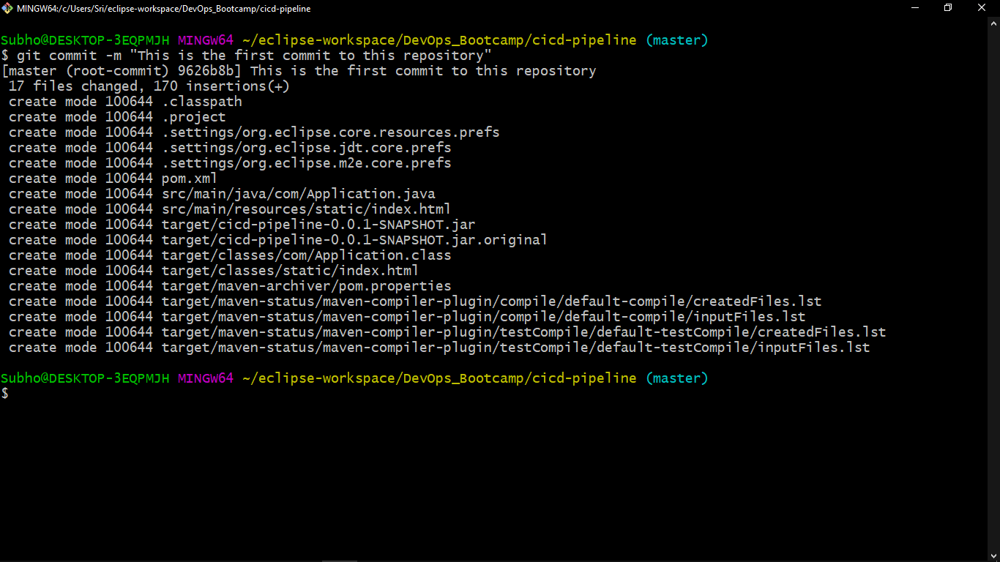 MINGW64:/c/Users/Sri/eclipse-workspace/DevOps_Bootcamp/cicd-pipeline
Subho@DESKTOP-3EQPMJH MINGW64 ~/eclipse-workspace/DevOps_Bootcamp/cicd-pipeline (master)
$ git commit -m "This is the first commit to this repository"
[master (root-commit) 9626b8b] This is the first commit to this repository
 17 files changed, 170 insertions(+)
 create mode 100644 .classpath
 create mode 100644 .project
 create mode 100644 .settings/org.eclipse.core.resources.prefs
 create mode 100644 .settings/org.eclipse.jdt.core.prefs
 create mode 100644 .settings/org.eclipse.m2e.core.prefs
 create mode 100644 pom.xml
 create mode 100644 src/main/java/com/Application.java
 create mode 100644 src/main/resources/static/index.html
 create mode 100644 target/cicd-pipeline-0.0.1-SNAPSHOT.jar
 create mode 100644 target/cicd-pipeline-0.0.1-SNAPSHOT.jar.original
 create mode 100644 target/classes/com/Application.class
 create mode 100644 target/classes/static/index.html
 create mode 100644 target/maven-archiver/pom.properties
 create mode 100644 target/maven-status/maven-compiler-plugin/compile/default-compile/createdFiles.lst
 create mode 100644 target/maven-status/maven-compiler-plugin/compile/default-compile/inputFiles.lst
 create mode 100644 target/maven-status/maven-compiler-plugin/testCompile/default-testCompile/createdFiles.lst
 create mode 100644 target/maven-status/maven-compiler-plugin/testCompile/default-testCompile/inputFiles.lst
Subho@DESKTOP-3EQPMJH MINGW64 ~/eclipse-workspace/DevOps_Bootcamp/cicd-pipeline (master)
$